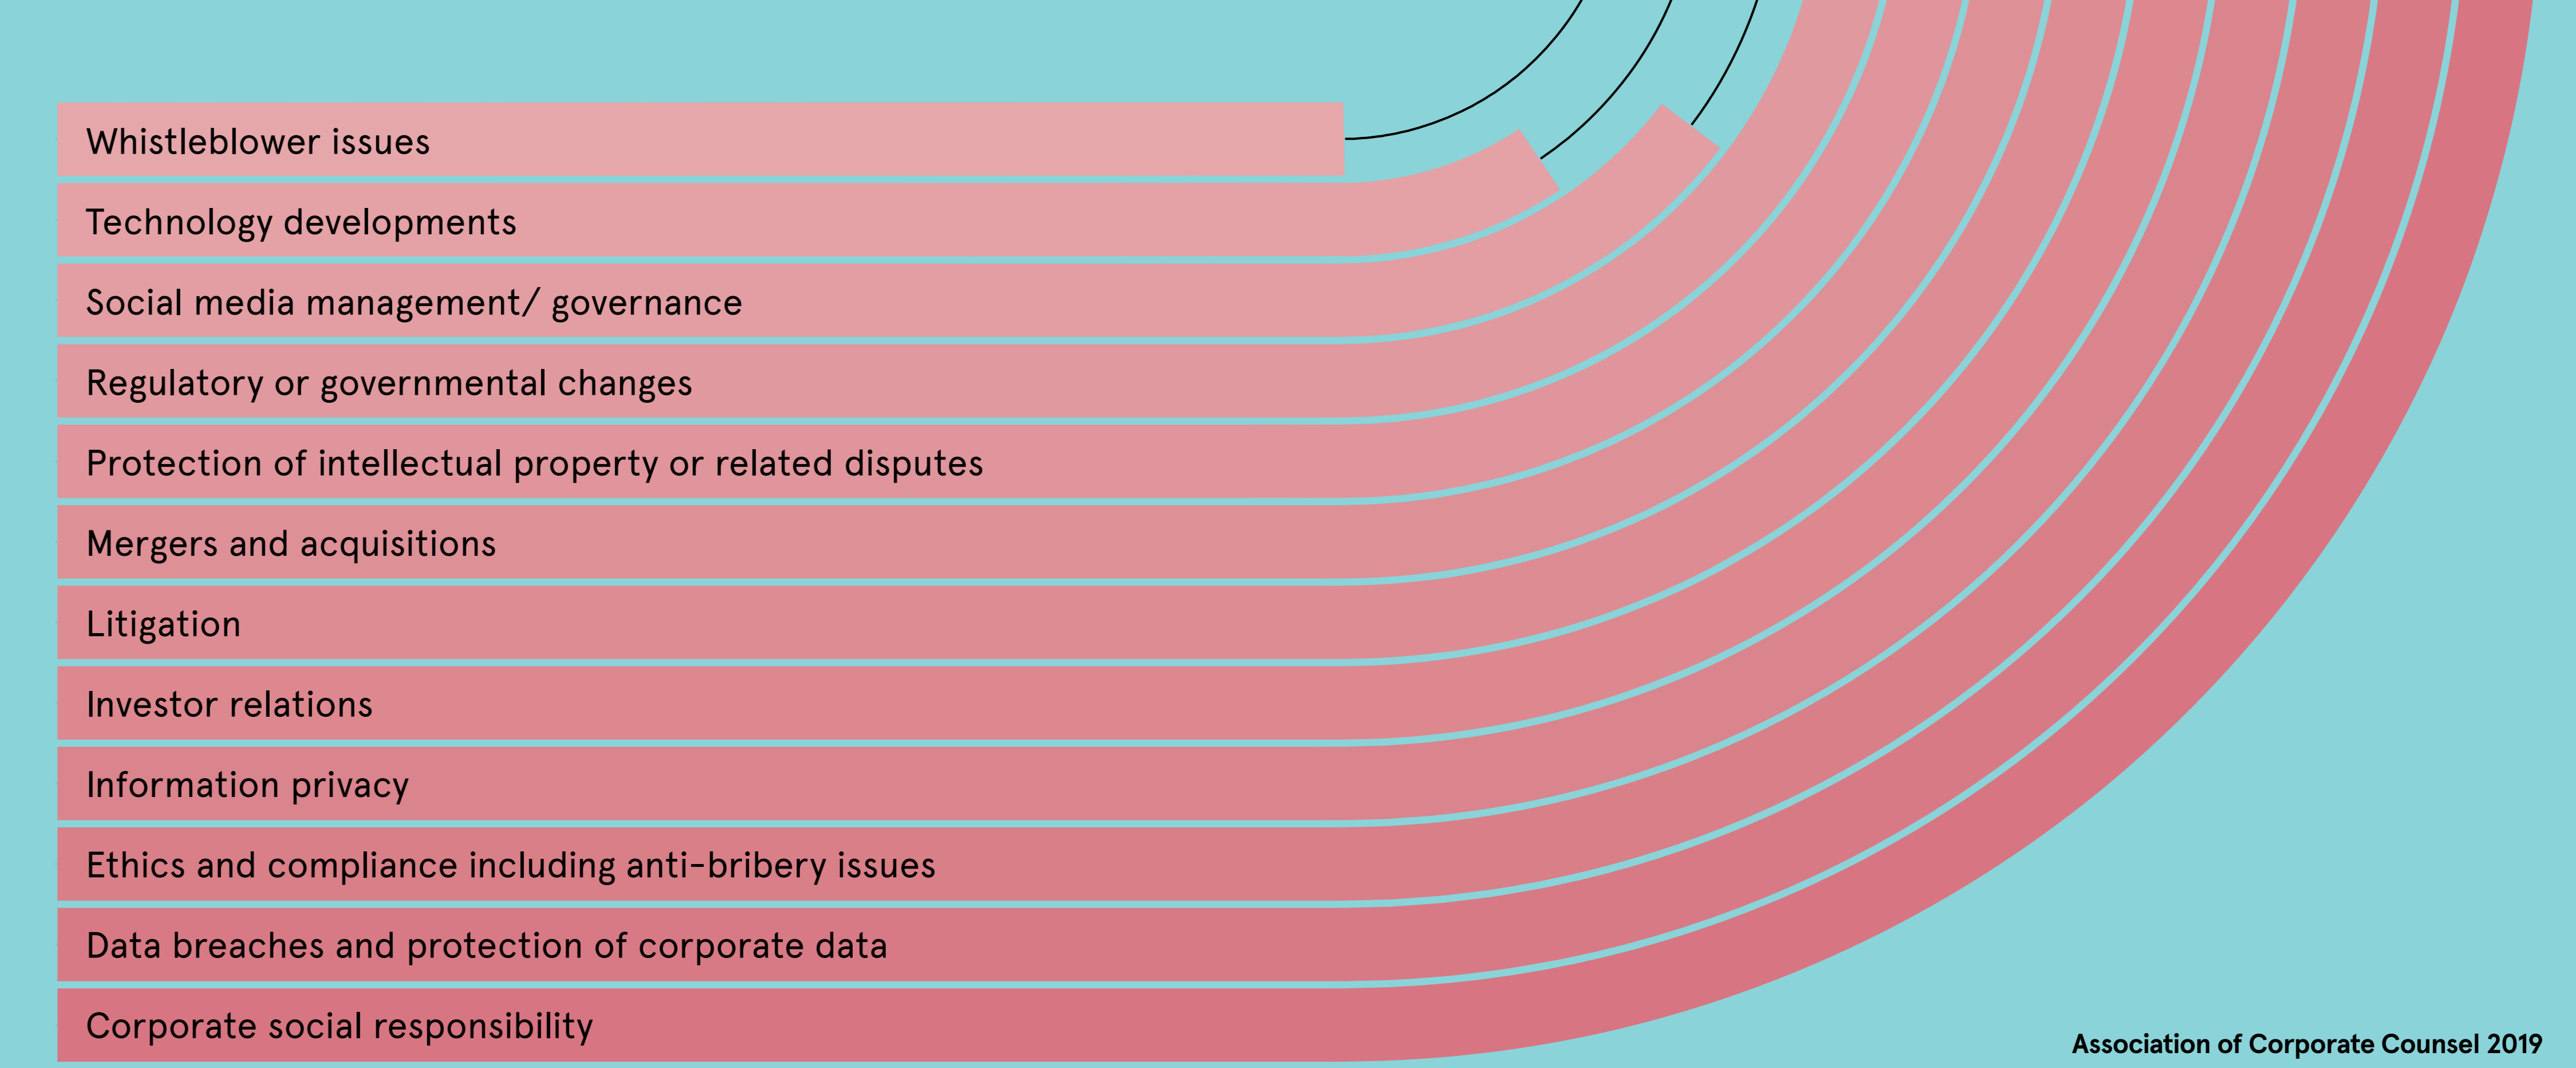 Whistleblower issues
Technology developments
Social media management/ governance
Regulatory or governmental changes
Protection of intellectual property or related disputes
Mergers and acquisitions
Litigation
Investor relations
Information privacy
Ethics and compliance including anti-bribery issues
Data breaches and protection of corporate data
Corporate social responsibility
Association of Corporate Counsel 2019